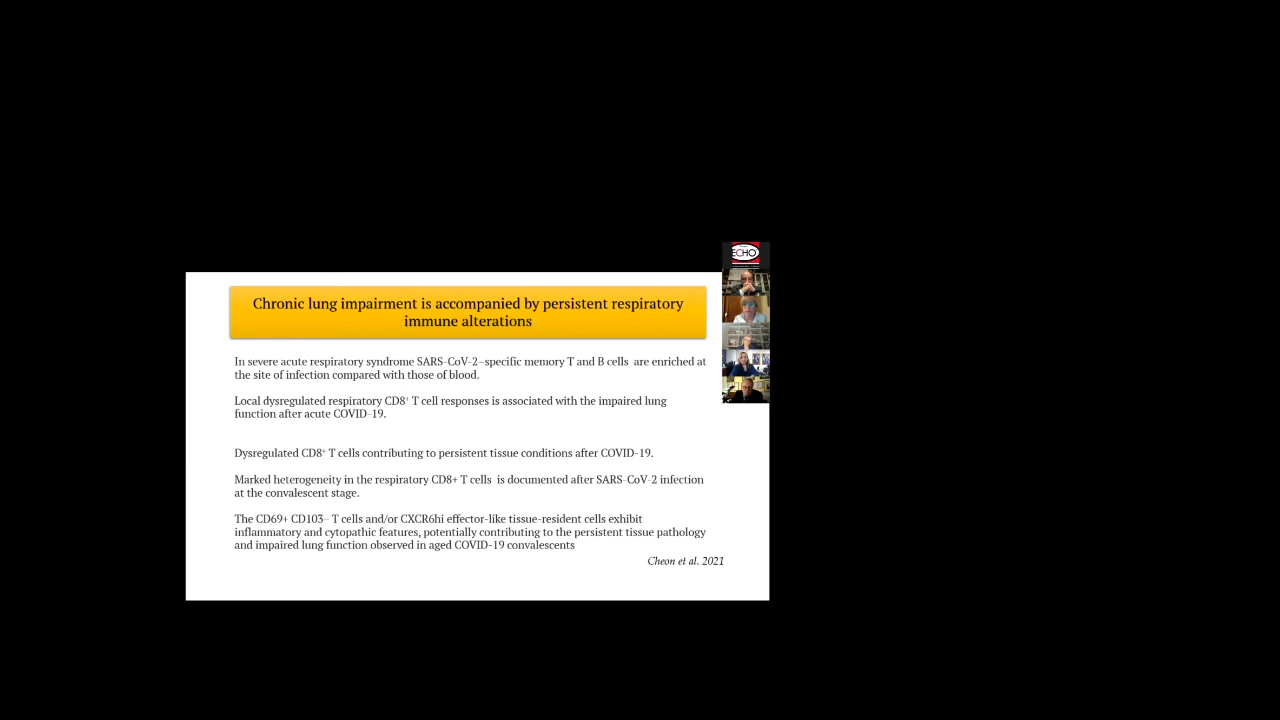 ECHO
Chronic lung impairment is accompanied by persistent respiratory
immune alterations
In severe acute respiratory syndrome SARS-CoV-2–specific memory T and B cells  are enriched at
the site of infection compared with those of blood.
Local dysregulated respiratory CD8⁺ T cell responses is associated with the impaired lung
function after acute COVID-19.
Dysregulated CD8⁺ T cells contributing to persistent tissue conditions after COVID-19.
Marked heterogeneity in the respiratory CD8+ T cells  is documented after SARS-CoV-2 infection
at the convalescent stage.
The CD69+ CD103− T cells and/or CXCR6hi effector-like tissue-resident cells exhibit
inflammatory and cytopathic features, potentially contributing to the persistent tissue pathology
and impaired lung function observed in aged COVID-19 convalescents
Cheon et al. 2021